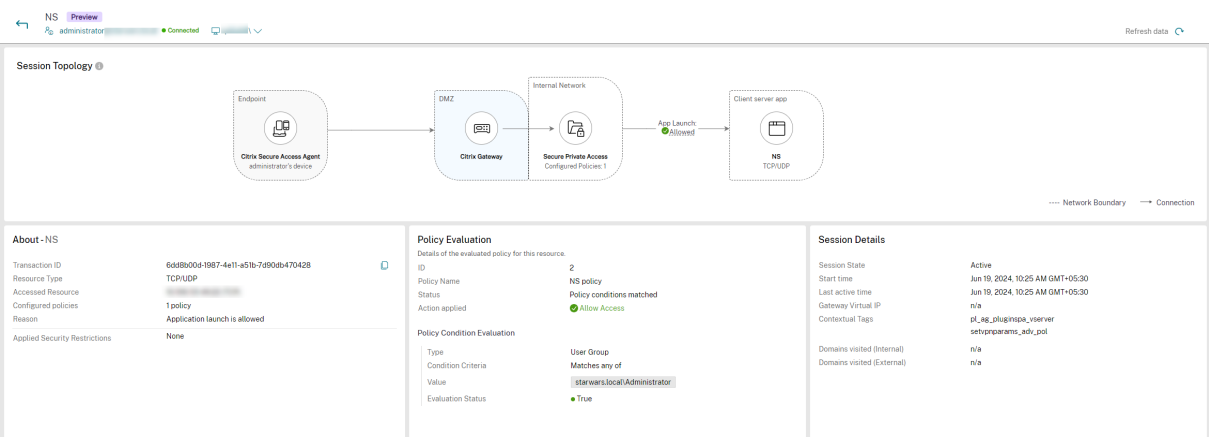 NS Preview
administrator Connected
Refresh data
Session Topology
Endpoint
Citrix Secure Access Agent
administrator's device
DMZ
Citrix Gateway
Internal Network
Secure Private Access
Configured Policies: 1
App Launch:
Allowed
Client server app
NS
TCP/UDP
Network Boundary
Connection
About - NS
Transaction ID 6dd8b00d-1987-4e11-a51b-7d90db470428
Resource Type TCP/UDP
Accessed Resource
Configured policies 1 policy
Reason Application launch is allowed
Applied Security Restrictions None
Policy Evaluation
Details of the evaluated policy for this resource.
ID 2
Policy Name NS policy
Status Policy conditions matched
Action applied Allow Access
Policy Condition Evaluation
Type User Group
Condition Criteria Matches any of
Value starwars.local\Administrator
Evaluation Status True
Session Details
Session State Active
Start time Jun 19, 2024, 10:25 AM GMT+05:30
Last active time Jun 19, 2024, 10:25 AM GMT+05:30
Gateway Virtual IP n/a
Contextual Tags pl_ag_pluginspa_vserver
setvpnparams_adv_pol
Domains visited (Internal) n/a
Domains visited (External) n/a